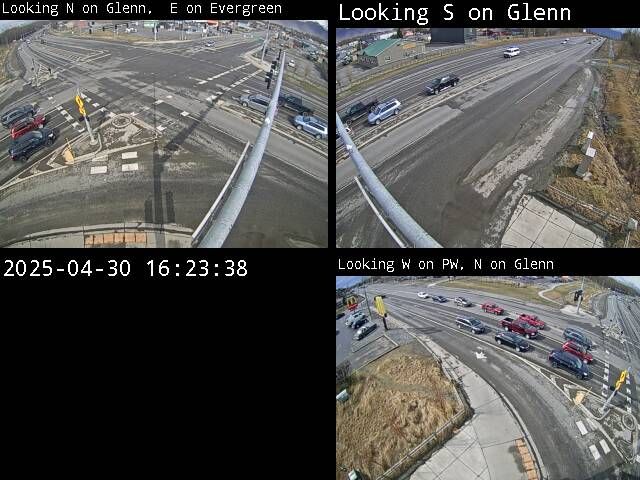 Looking N on Glenn,  E on Evergreen
Looking S on Glenn
2025-04-30 16:23:38
Looking W on PW, N on Glenn